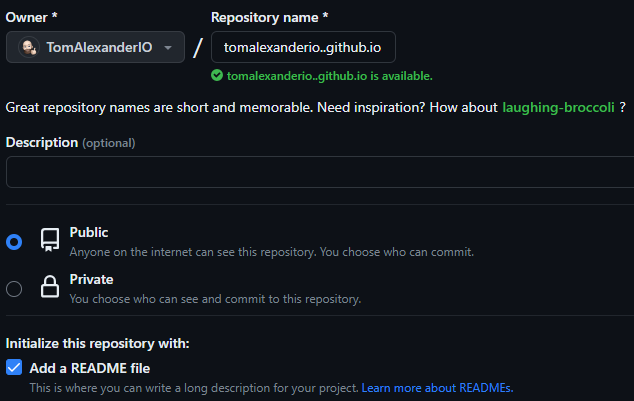 Owner * Repository name *
TomAlexanderIO / tomalexanderio..github.io
tomalexanderio..github.io is available.
Great repository names are short and memorable. Need inspiration? How about laughing-broccoli ?
Description (optional)
Public
Anyone on the internet can see this repository. You choose who can commit.
Private
You choose who can see and commit to this repository.
Initialize this repository with:
Add a README file
This is where you can write a long description for your project. Learn more about READMEs.